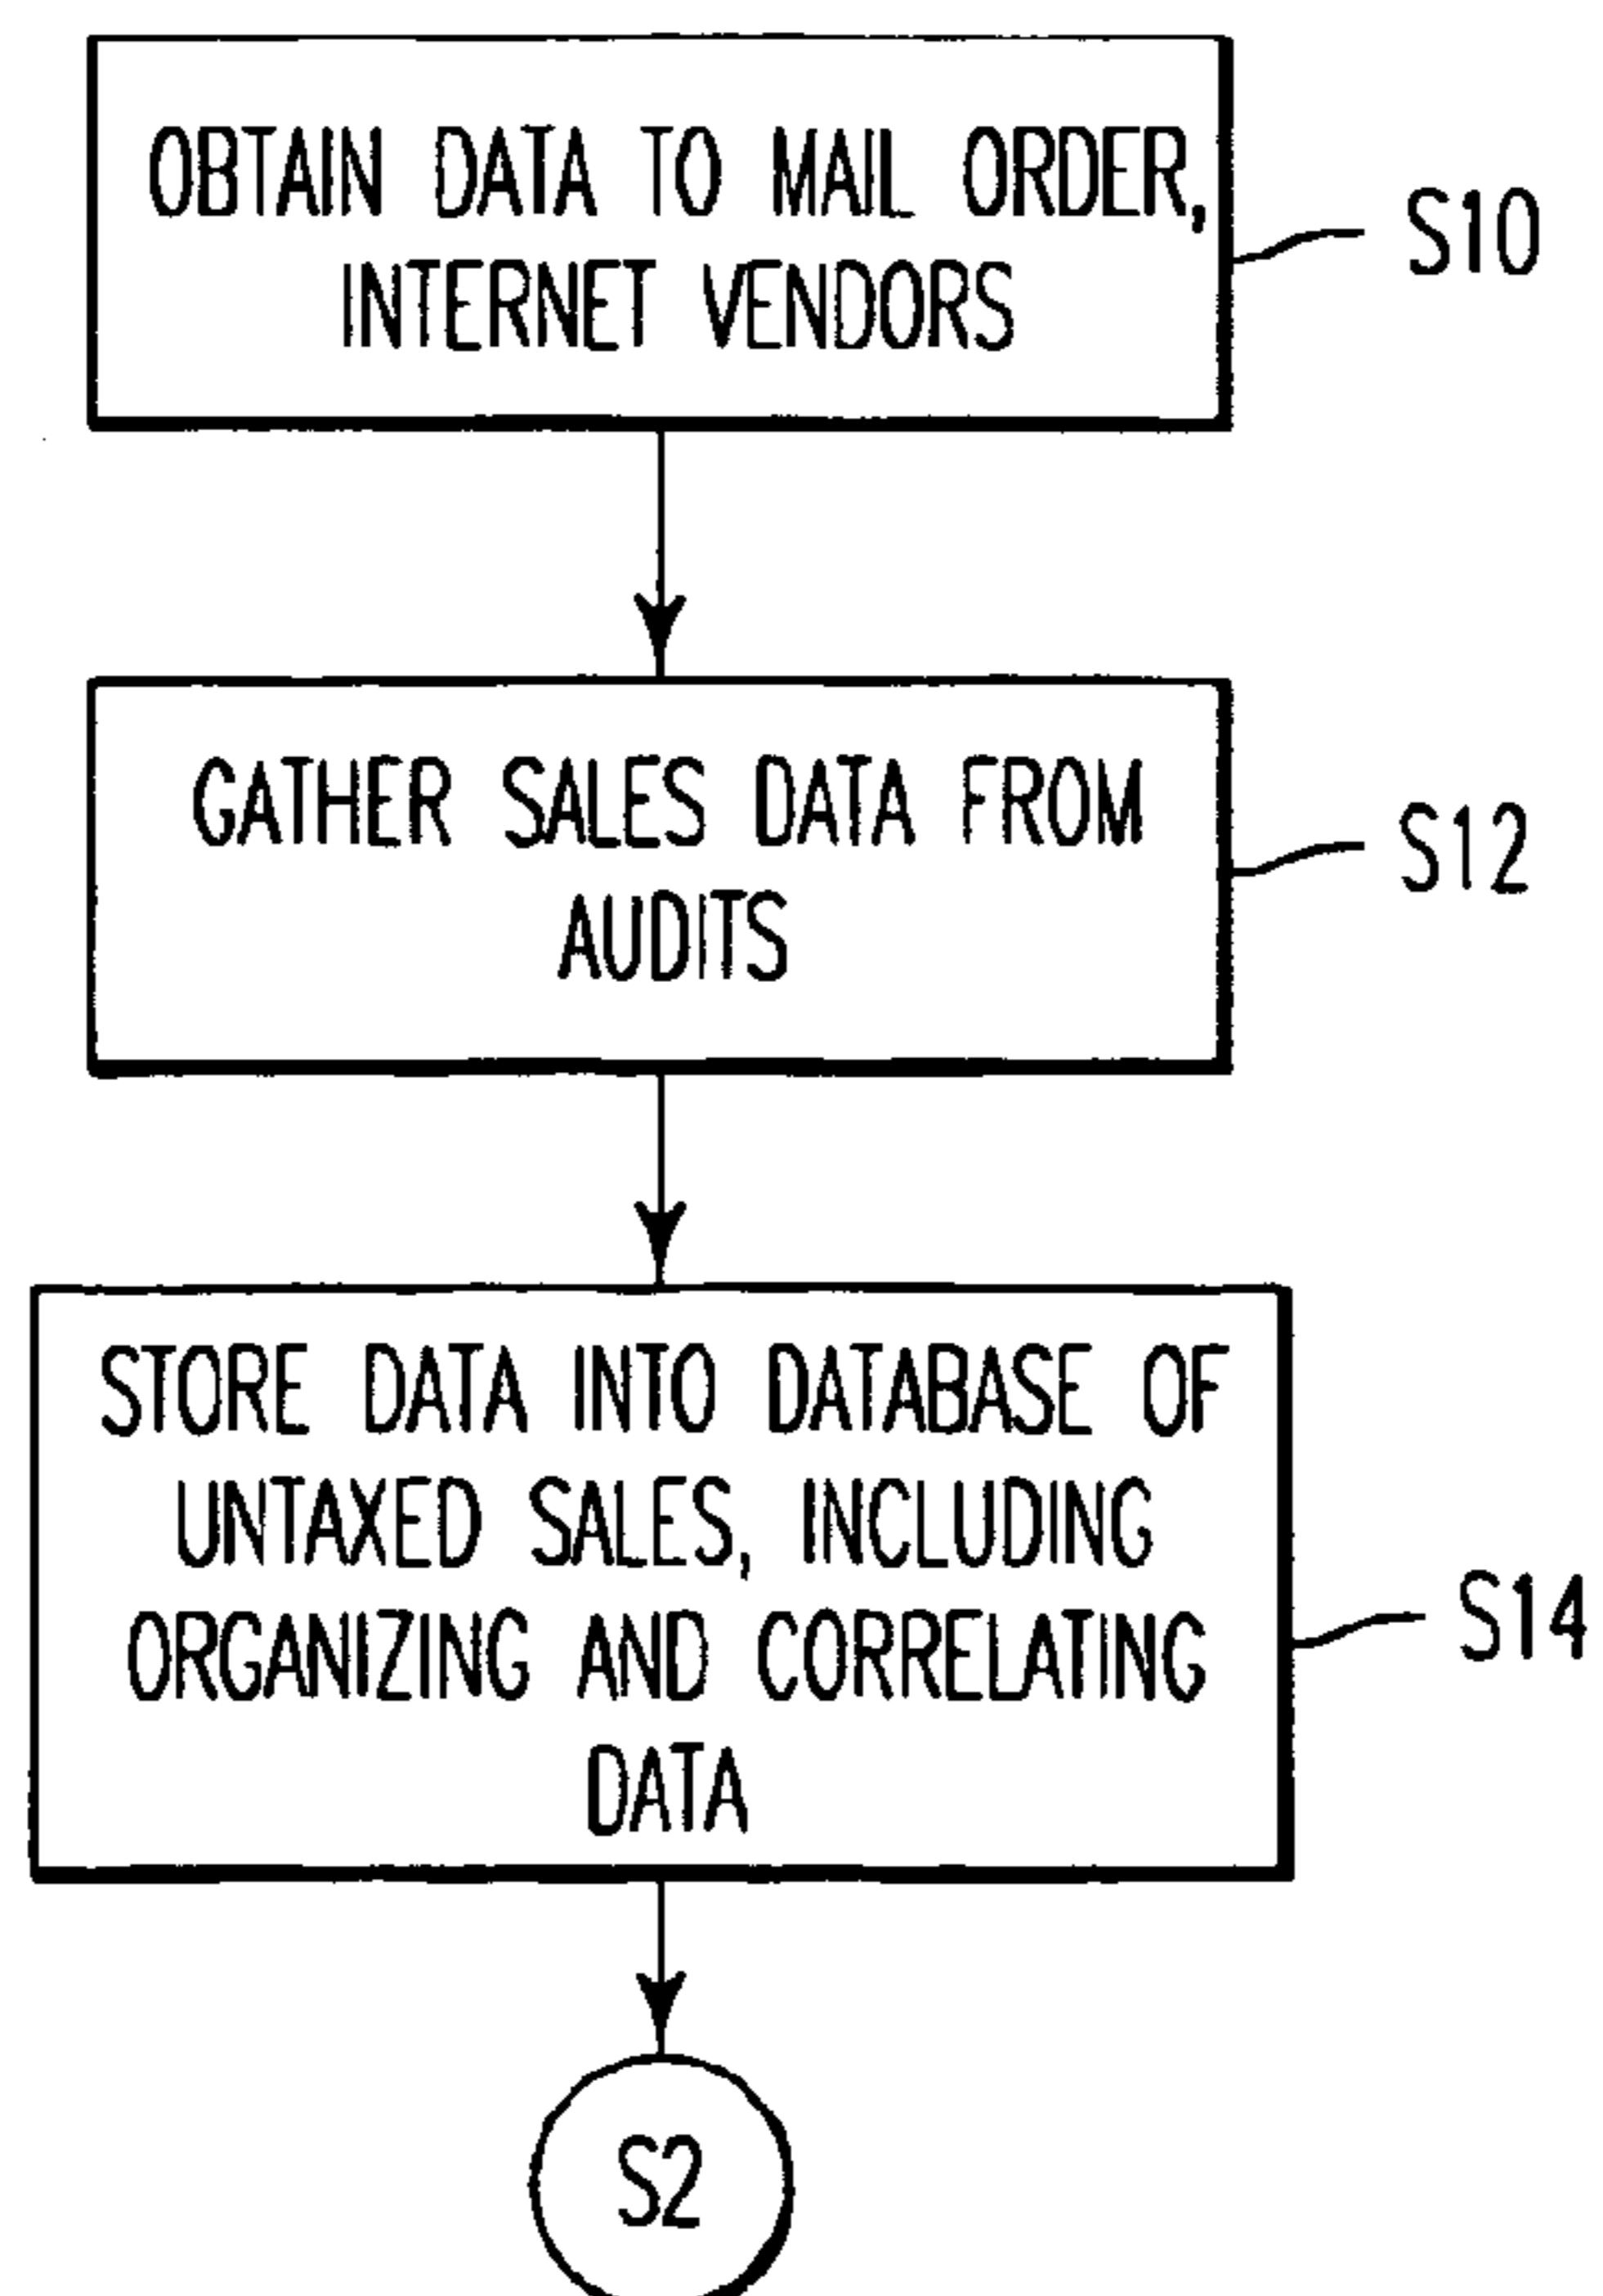 OBTAIN DATA TO MAIL ORDER,
INTERNET VENDORS
S10
GATHER SALES DATA FROM
AUDITS
S12
STORE DATA INTO DATABASE OF
UNTAXED SALES, INCLUDING
ORGANIZING AND CORRELATING
DATA
S14
S2